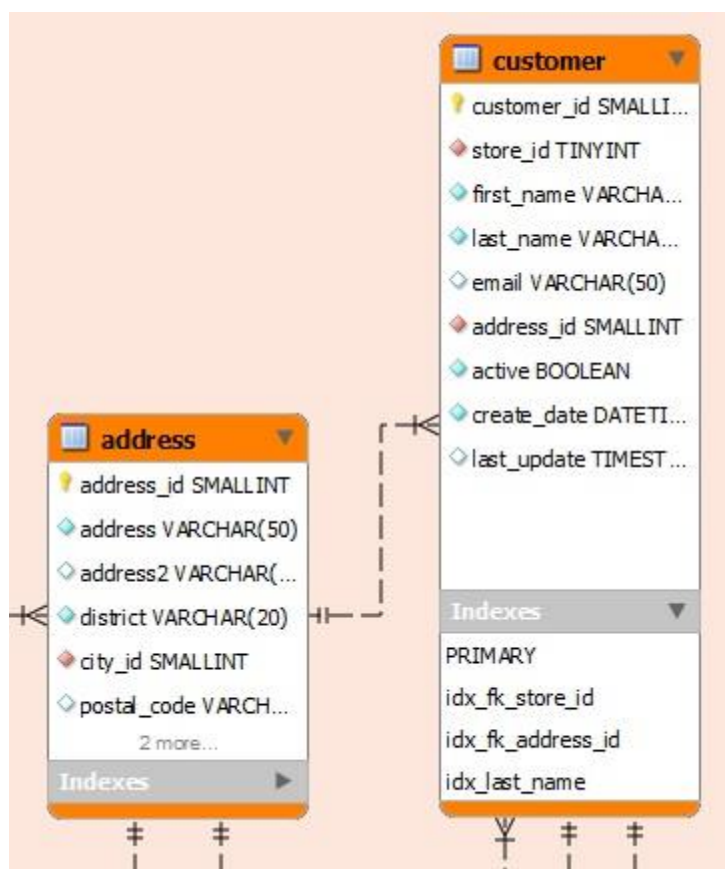 customer
customer_id SMALLI...
store_id TINYINT
first_name VARCHA...
last_name VARCHA...
email VARCHAR(50)
address_id SMALLINT
active BOOLEAN
create_date DATETI...
last_update TIMEST...
Indexes
PRIMARY
idx_fk_store_id
idx_fk_address_id
idx_last_name
address
address_id SMALLINT
address VARCHAR(50)
address2 VARCHAR(...
district VARCHAR(20)
city_id SMALLINT
postal_code VARCH...
2 more...
Indexes